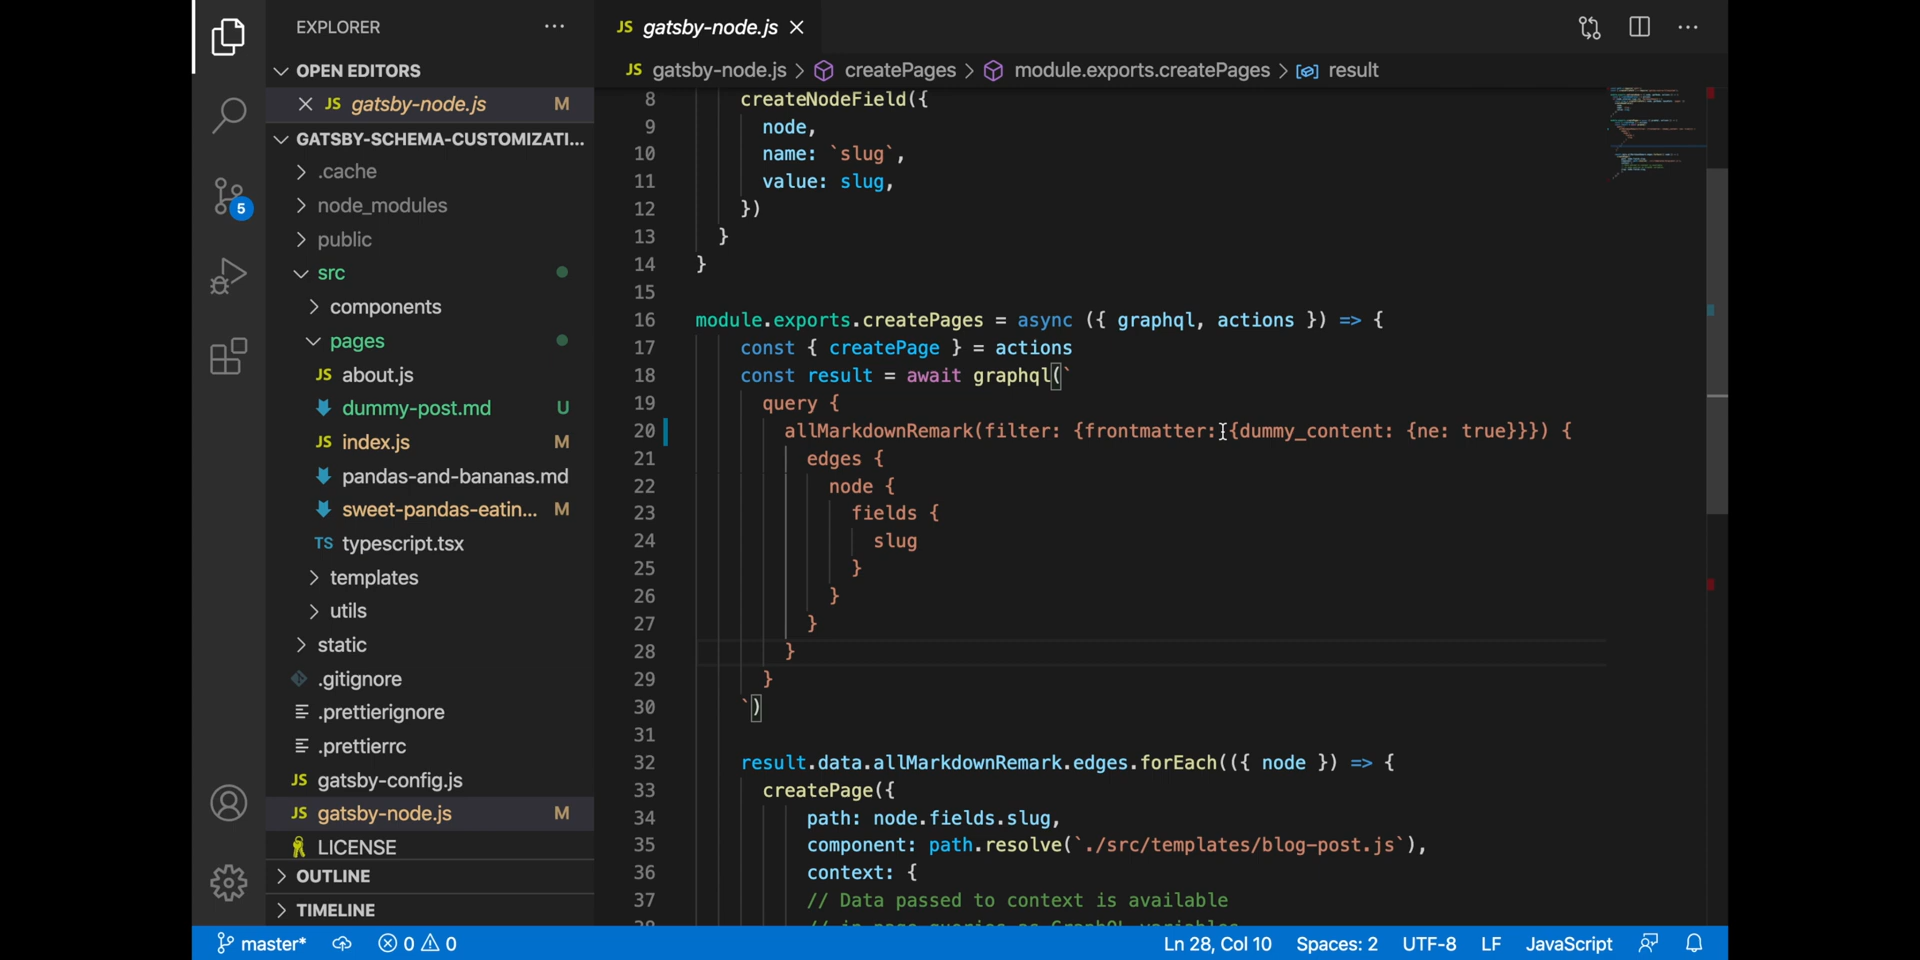 EXPLORER
OPEN EDITORS
JS gatsby-node.js M
GATSBY-SCHEMA-CUSTOMIZATI...
.cache
node_modules
public
src
components
pages
JS about.js
dummy-post.md U
JS index.js M
pandas-and-bananas.md
sweet-pandas-eatin... M
TS typescript.tsx
templates
utils
static
.gitignore
.prettierignore
.prettierrc
JS gatsby-config.js
JS gatsby-node.js M
LICENSE
OUTLINE
TIMELINE
5
JS gatsby-node.js
JS gatsby-node.js > createPages > module.exports.createPages > result
8 createNodeField({
9 node,
10 name: `slug`,
11 value: slug,
12 })
13 }
14 }
15
16 module.exports.createPages = async ({ graphql, actions }) => {
17 const { createPage } = actions
18 const result = await graphql(`
19 query {
20 allMarkdownRemark(filter: {frontmatter: {dummy_content: {ne: true}}}) {
21 edges {
22 node {
23 fields {
24 slug
25 }
26 }
27 }
28 }
29 }
30 `)
31
32 result.data.allMarkdownRemark.edges.forEach(({ node }) => {
33 createPage({
34 path: node.fields.slug,
35 component: path.resolve(`./src/templates/blog-post.js`),
36 context: {
37 // Data passed to context is available
38 // in page queries as GraphQL variables
master* 0 0 Ln 28, Col 10 Spaces: 2 UTF-8 LF JavaScript